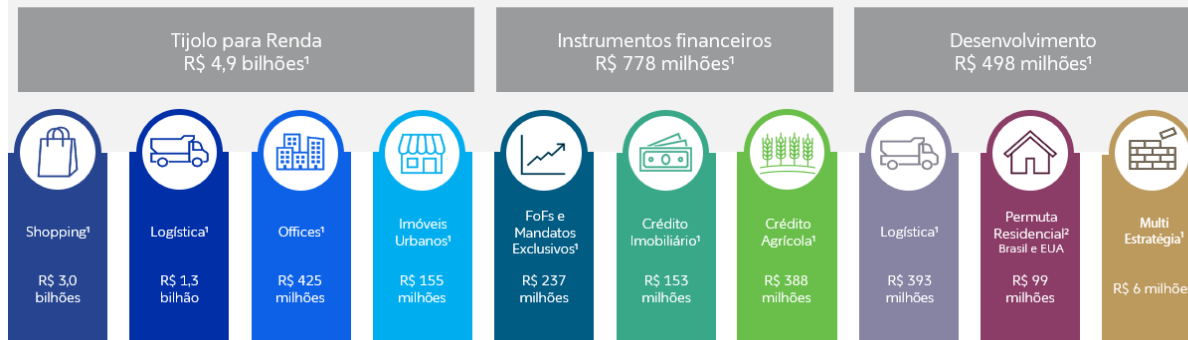 Tijolo para Renda
R$ 4,9 bilhões¹
Instrumentos financeiros
R$ 778 milhões¹
Desenvolvimento
R$ 498 milhões¹
Shopping¹
R$ 3,0
bilhões
Logística¹
R$ 1,3
bilhão
Offices¹
R$ 425
milhões
Imóveis
Urbanos¹
R$ 155
milhões
FoFs e
Mandatos
Exclusivos¹
R$ 237
milhões
Crédito
Imobiliário¹
R$ 153
milhões
Crédito
Agrícola¹
R$ 388
milhões
Logística¹
R$ 393
milhões
Permuta
Residencial²
Brasil e EUA
R$ 99
milhões
Multi
Estratégia¹
R$ 6 milhões